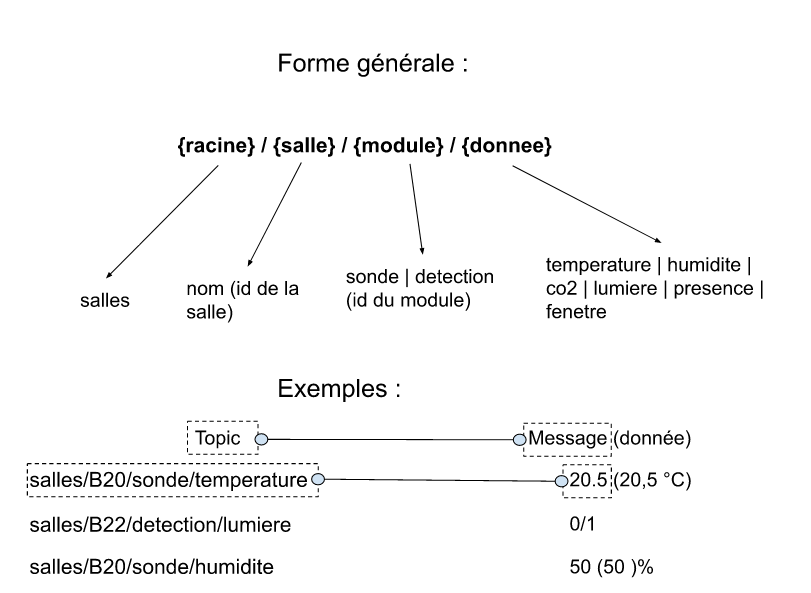 Forme générale :
{racine} / {salle} / {module} / {donnee}
salles
nom (id de la
salle)
sonde | detection
(id du module)
temperature | humidite |
co2 | lumiere | presence |
fenetre
Exemples :
Topic Message (donnée)
salles/B20/sonde/temperature 20.5 (20,5 °C)
salles/B22/detection/lumiere 0/1
salles/B20/sonde/humidite 50 (50 )%